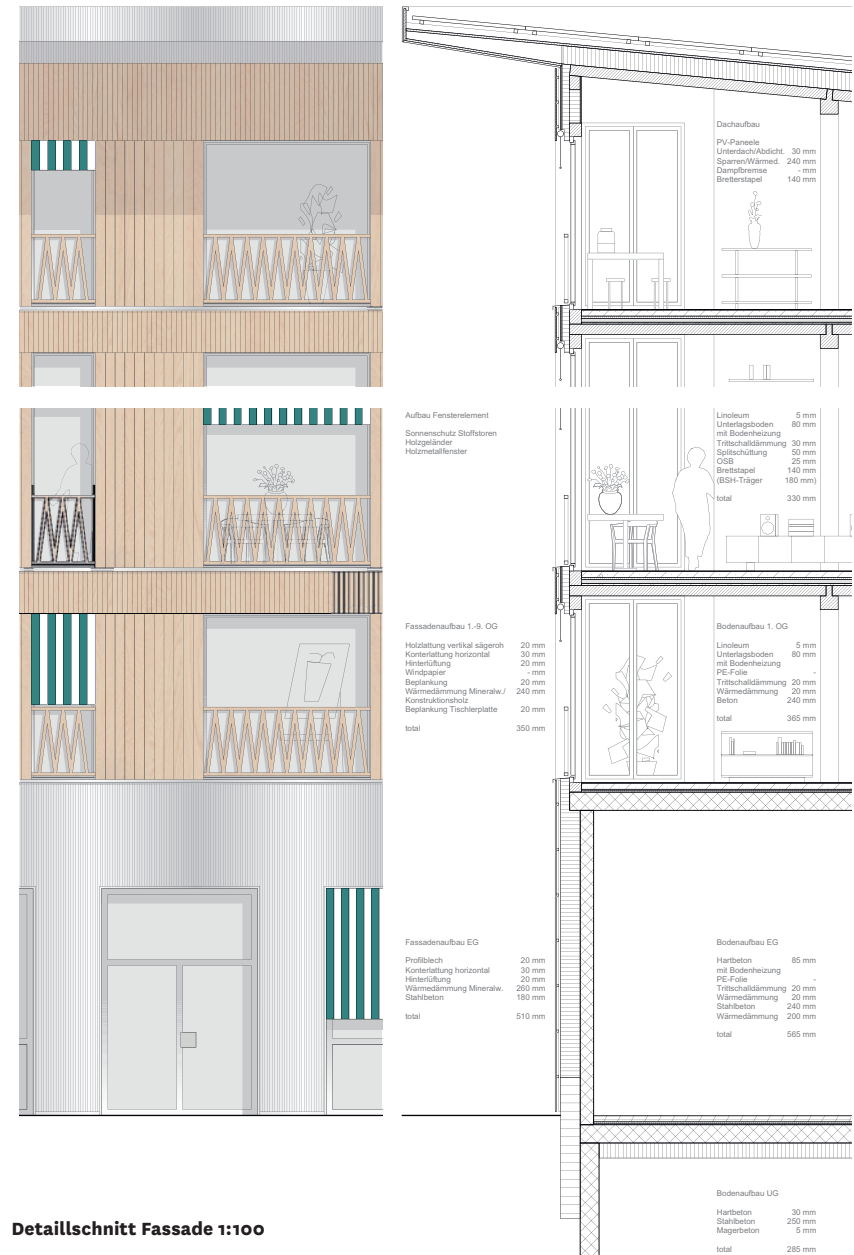 Dachaufbau
PV-Paneele
Unterdach/Abdicht. 30 mm
Sparren/Wärmed. 240 mm
Dampfbremse - mm
Bretterstapel 140 mm
Aufbau Fensterelement
Sonnenschutz Stoffstoren
Holzgeländer
Holzmetallfenster
Linoleum 5 mm
Unterlagsboden 80 mm
mit Bodenheizung
Trittschalldämmung 30 mm
Splitschüttung 50 mm
OSB 25 mm
Brettstapel 140 mm
(BSH-Träger 180 mm)
total 330 mm
Fassadenaufbau 1.-9. OG
Holzlattung vertikal sägeroh 20 mm
Konterlattung horizontal 30 mm
Hinterlüftung 20 mm
Windpapier - mm
Beplankung 20 mm
Wärmedämmung Mineralw./ 240 mm
Konstruktionsholz
Beplankung Tischlerplatte 20 mm
total 350 mm
Bodenaufbau 1. OG
Linoleum 5 mm
Unterlagsboden 80 mm
mit Bodenheizung
PE-Folie -
Trittschalldämmung 20 mm
Wärmedämmung 20 mm
Beton 240 mm
total 365 mm
Fassadenaufbau EG
Profilblech 20 mm
Konterlattung horizontal 30 mm
Hinterlüftung 20 mm
Wärmedämmung Mineralw. 260 mm
Stahlbeton 180 mm
total 510 mm
Bodenaufbau EG
Hartbeton 85 mm
mit Bodenheizung
PE-Folie -
Trittschalldämmung 20 mm
Wärmedämmung 20 mm
Stahlbeton 240 mm
Wärmedämmung 200 mm
total 565 mm
Bodenaufbau UG
Hartbeton 30 mm
Stahlbeton 250 mm
Magerbeton 5 mm
total 285 mm
Detaillschnitt Fassade 1:100